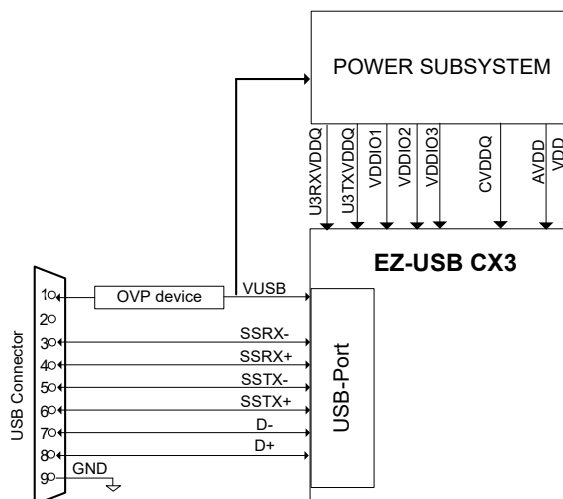 POWER SUBSYSTEM
U3RXVDDQ
U3TXVDDQ
VDDIO1
VDDIO2
VDDIO3
CVDDQ
AVDD
VDD
EZ-USB CX3
USB Connector
1
OVP device
VUSB
2
3
SSRX-
4
SSRX+
5
SSTX-
6
SSTX+
7
D-
8
D+
9
GND
USB-Port